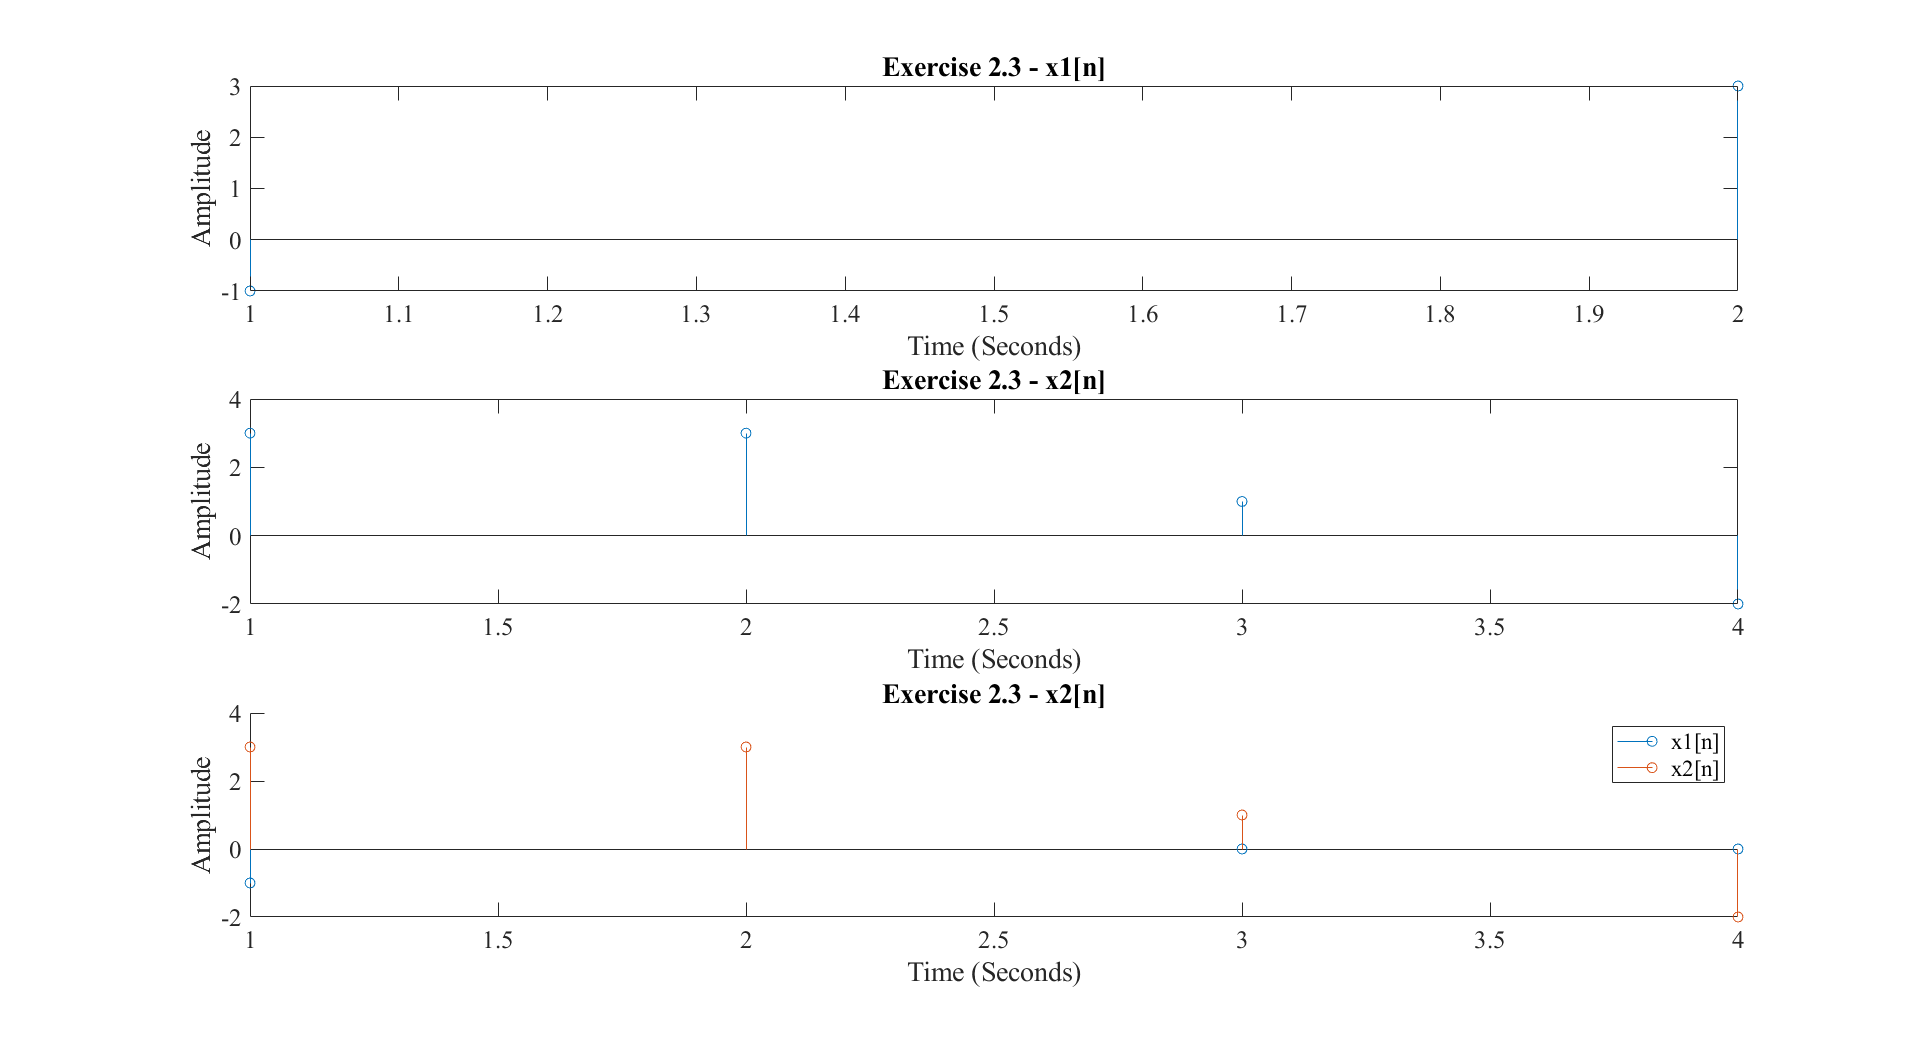 Exercise 2.3 - x1[n]
3
2
1
0
-1
Amplitude
1 1.1 1.2 1.3 1.4 1.5 1.6 1.7 1.8 1.9 2
Time (Seconds)
Exercise 2.3 - x2[n]
4
2
0
-2
Amplitude
1 1.5 2 2.5 3 3.5 4
Time (Seconds)
Exercise 2.3 - x2[n]
4
2
0
-2
Amplitude
x1[n]
x2[n]
1 1.5 2 2.5 3 3.5 4
Time (Seconds)